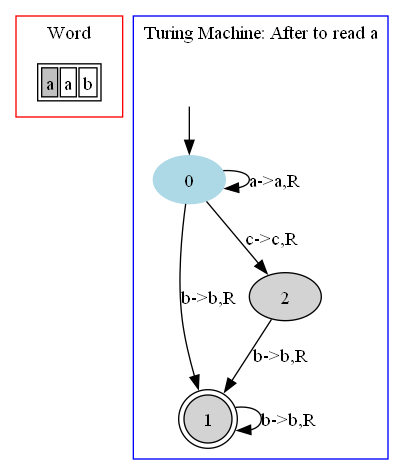 Word
a a b
Turing Machine: After to read a
0
a->a,R
c->c,R
2
b->b,R
b->b,R
1
b->b,R